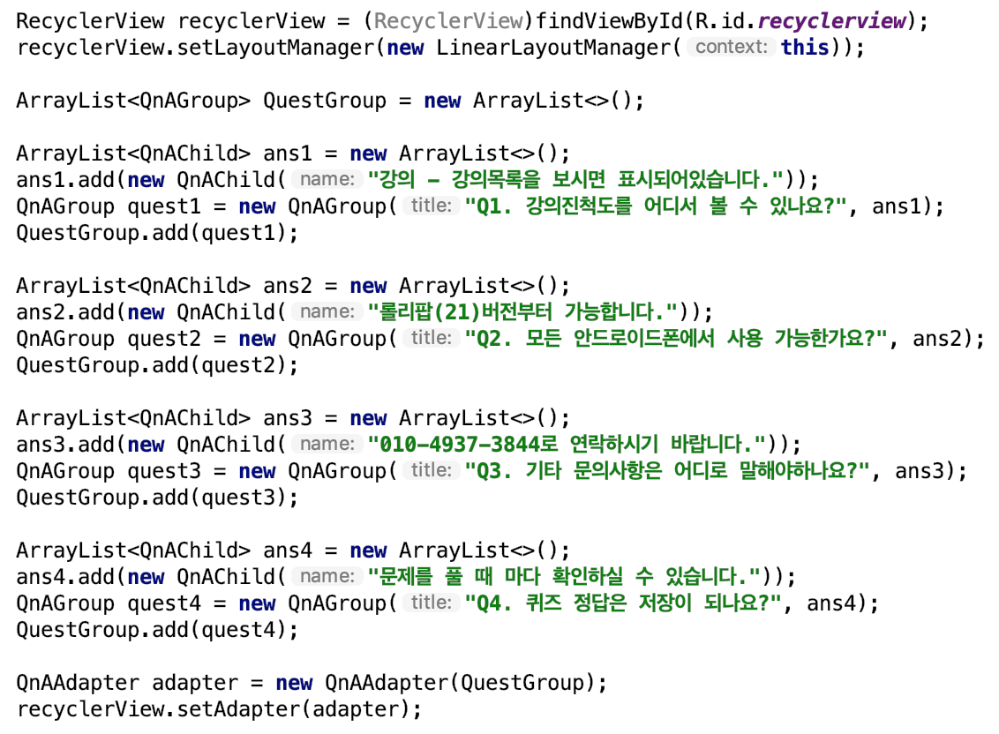 RecyclerView recyclerView = (RecyclerView)findViewById(R.id.recyclerview);
recyclerView.setLayoutManager(new LinearLayoutManager( context: this));
ArrayList<QnAGroup> QuestGroup = new ArrayList<>();
ArrayList<QnAChild> ans1 = new ArrayList<>();
ans1.add(new QnAChild( name: "강의 - 강의목록을 보시면 표시되어있습니다."));
QnAGroup quest1 = new QnAGroup( title: "Q1. 강의진척도를 어디서 볼 수 있나요?", ans1);
QuestGroup.add(quest1);
ArrayList<QnAChild> ans2 = new ArrayList<>();
ans2.add(new QnAChild( name: "롤리팝(21)버전부터 가능합니다."));
QnAGroup quest2 = new QnAGroup( title: "Q2. 모든 안드로이드폰에서 사용 가능한가요?", ans2);
QuestGroup.add(quest2);
ArrayList<QnAChild> ans3 = new ArrayList<>();
ans3.add(new QnAChild( name: "010-4937-3844로 연락하시기 바랍니다."));
QnAGroup quest3 = new QnAGroup( title: "Q3. 기타 문의사항은 어디로 말해야하나요?", ans3);
QuestGroup.add(quest3);
ArrayList<QnAChild> ans4 = new ArrayList<>();
ans4.add(new QnAChild( name: "문제를 풀 때 마다 확인하실 수 있습니다."));
QnAGroup quest4 = new QnAGroup( title: "Q4. 퀴즈 정답은 저장이 되나요?", ans4);
QuestGroup.add(quest4);
QnAAdapter adapter = new QnAAdapter(QuestGroup);
recyclerView.setAdapter(adapter);